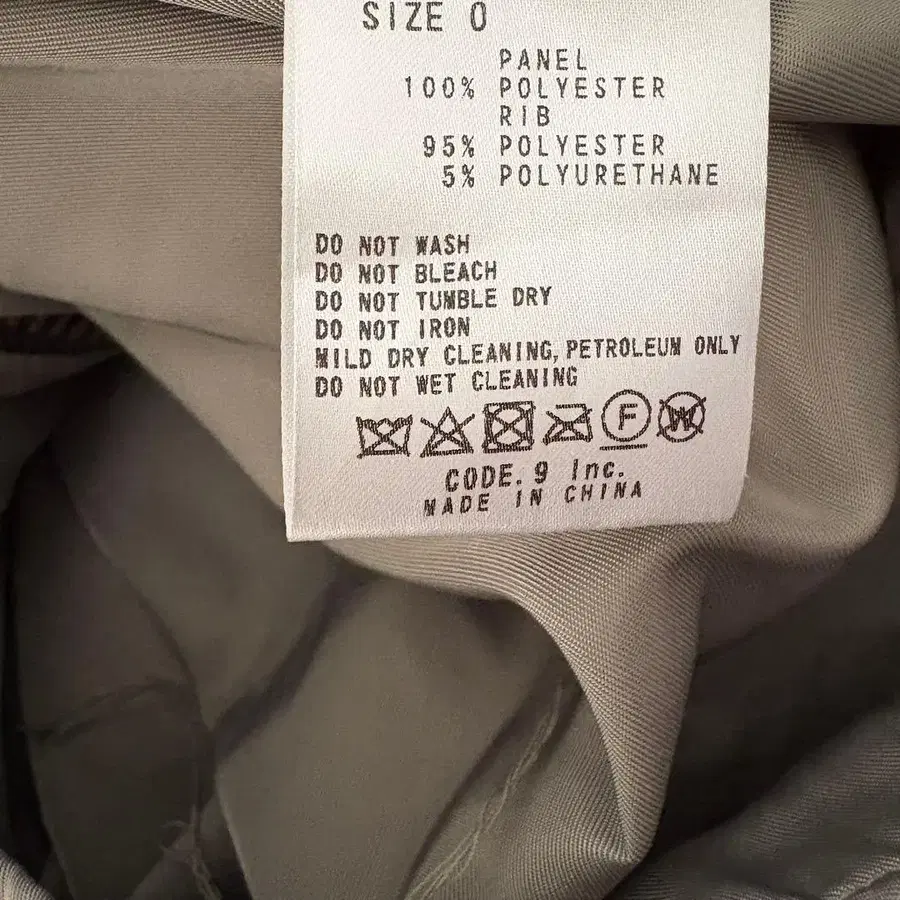 SIZE 0
PANEL
100% POLYESTER
RIB
95% POLYESTER
5% POLYURETHANE
DO NOT WASH
DO NOT BLEACH
DO NOT TUMBLE DRY
DO NOT IRON
MILD DRY CLEANING, PETROLEUM ONLY
DO NOT WET CLEANING
F W
CODE. 9 Inc.
MADE IN CHINA